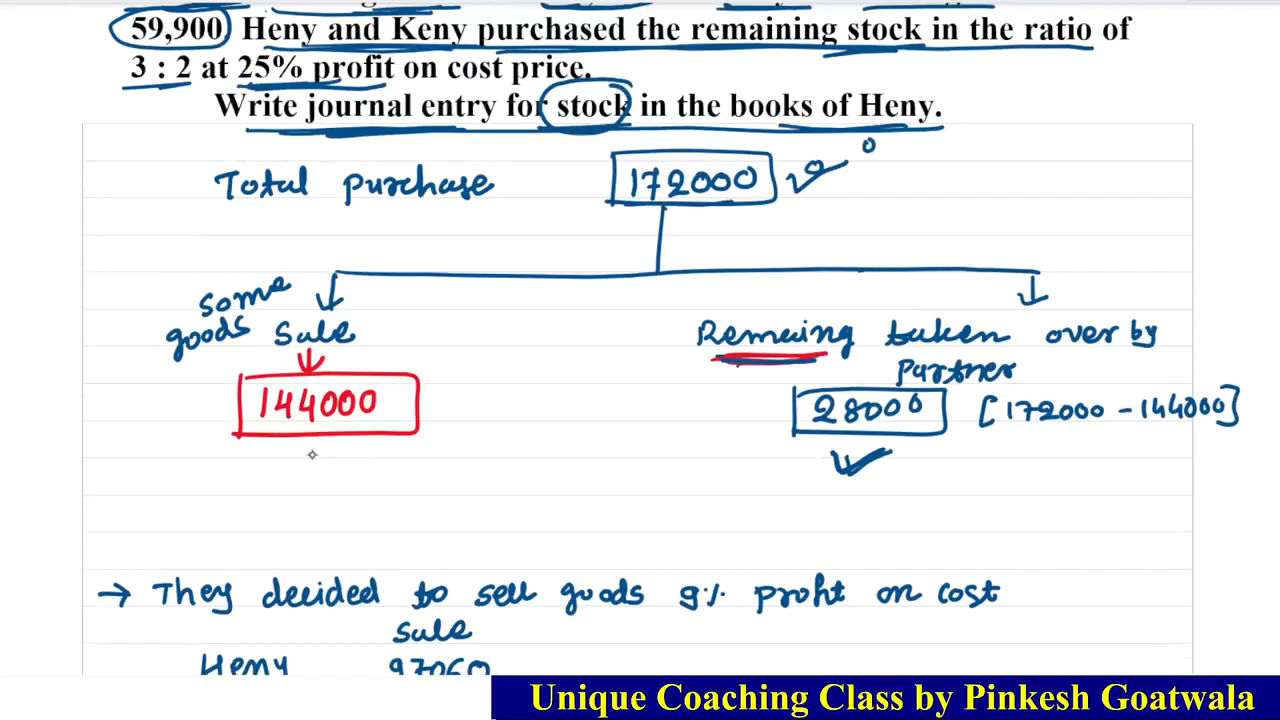 59,900 Heny and Keny purchased the remaining stock in the ratio of
3 : 2 at 25% profit on cost price.
Write journal entry for stock in the books of Heny.
Total purchase 172000
some
goods Sale
Remaing taken over by
Partner
144000
28000 [172000 - 144000]
→ They decided to sell goods 9% profit on cost
Sale
Heny 97060
Unique Coaching Class by Pinkesh Goatwala